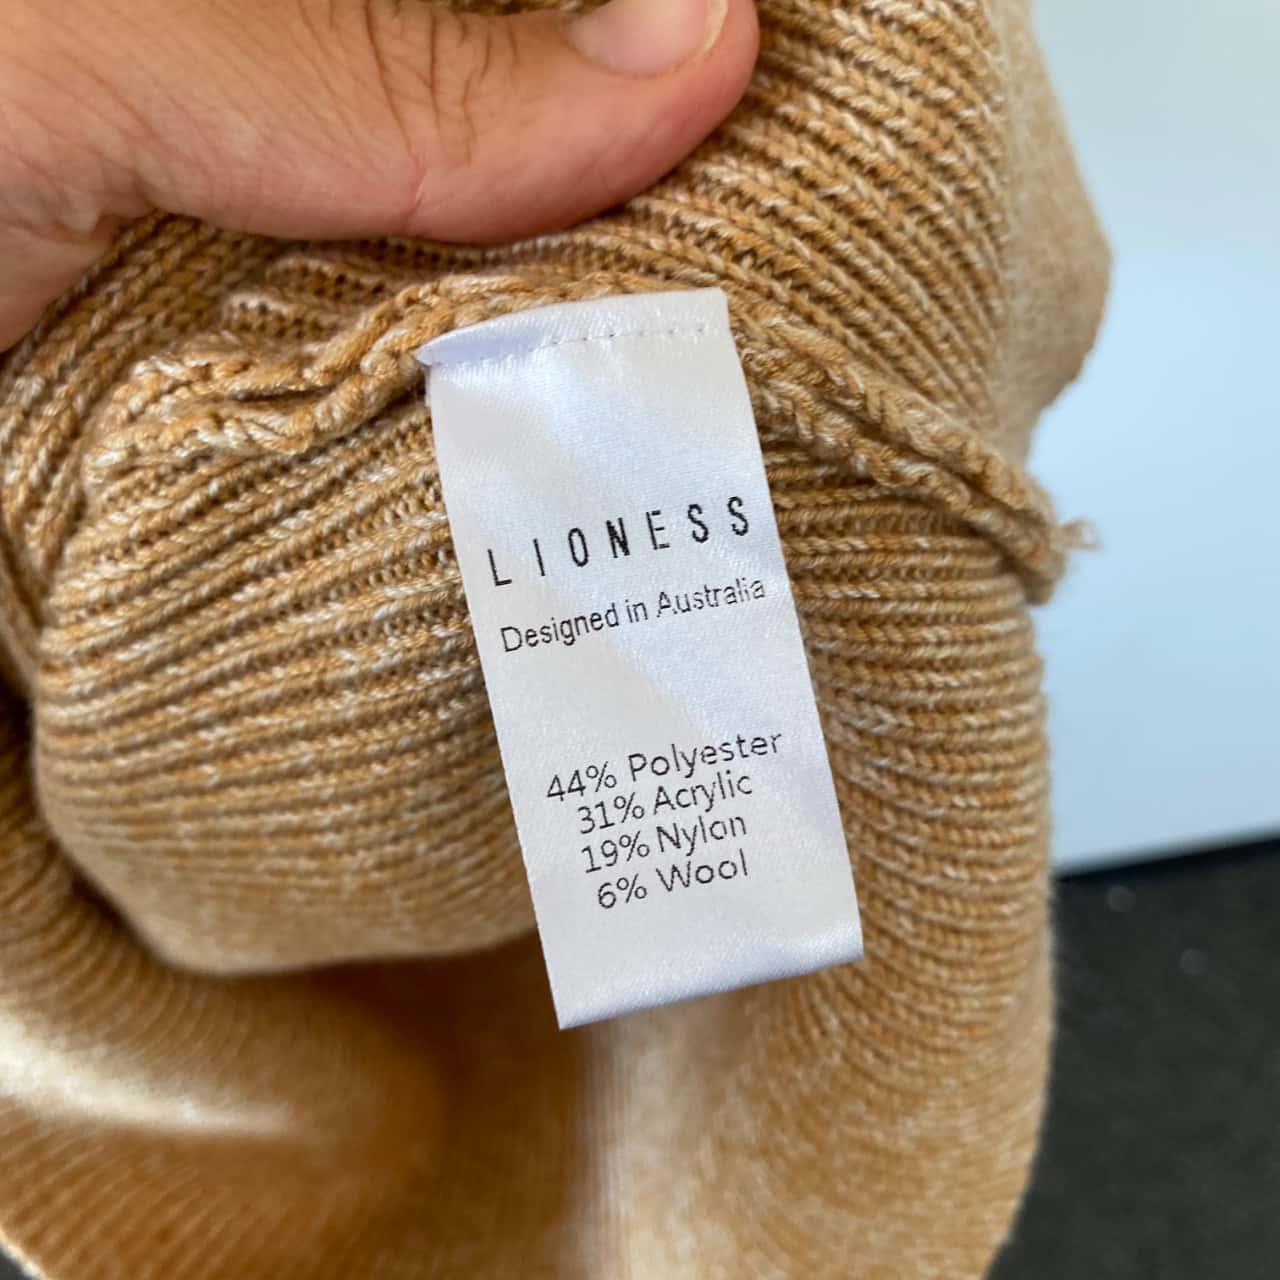 LIONESS
Designed in Australia
44% Polyester
31% Acrylic
19% Nylon
6% Wool